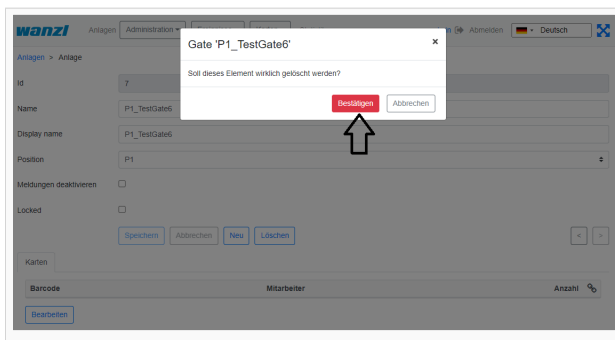 wanzl Anlagen Administration Abmelden Deutsch
Gate 'P1_TestGate6' ×
Anlagen > Anlage
Soll dieses Element wirklich gelöscht werden?
Id 7
Bestätigen Abbrechen
Name P1_TestGate6
Display name P1_TestGate6
Position P1
Meldungen deaktivieren
Locked
Speichern Abbrechen Neu Löschen < >
Karten
Barcode Mitarbeiter Anzahl
Bearbeiten